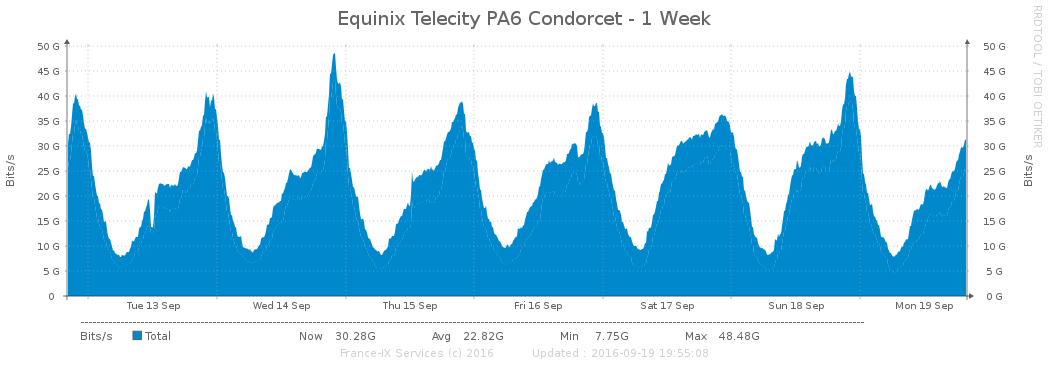 Equinix Telecity PA6 Condorcet - 1 Week
RRDTOOL / TOBI OETIKER
Bits/s
50 G
45 G
40 G
35 G
30 G
25 G
20 G
15 G
10 G
5 G
0
50 G
45 G
40 G
35 G
30 G
25 G
20 G
15 G
10 G
5 G
0 G
Bits/s
Tue 13 Sep Wed 14 Sep Thu 15 Sep Fri 16 Sep Sat 17 Sep Sun 18 Sep Mon 19 Sep
Bits/s Total Now 30.28G Avg 22.82G Min 7.75G Max 48.48G
France-IX Services (c) 2016 Updated : 2016-09-19 19:55:08